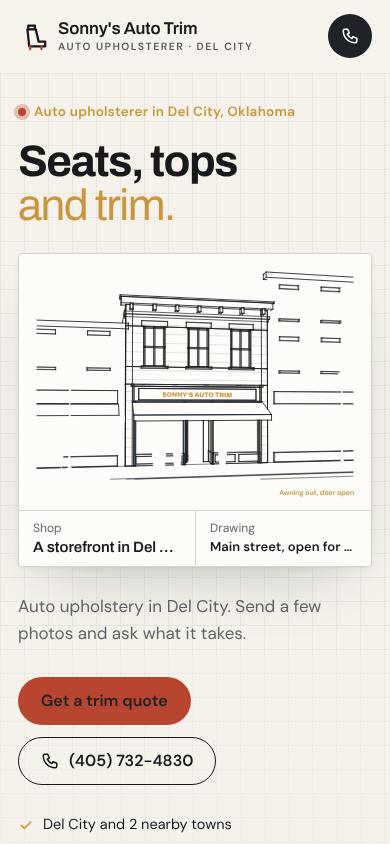 Sonny's Auto Trim
AUTO UPHOLSTERER · DEL CITY
Auto upholsterer in Del City, Oklahoma
Seats, tops
and trim.
SONNY'S AUTO TRIM
Awning out, door open
Shop
A storefront in Del ...
Drawing
Main street, open for ...
Auto upholstery in Del City. Send a few
photos and ask what it takes.
Get a trim quote
(405) 732-4830
Del City and 2 nearby towns